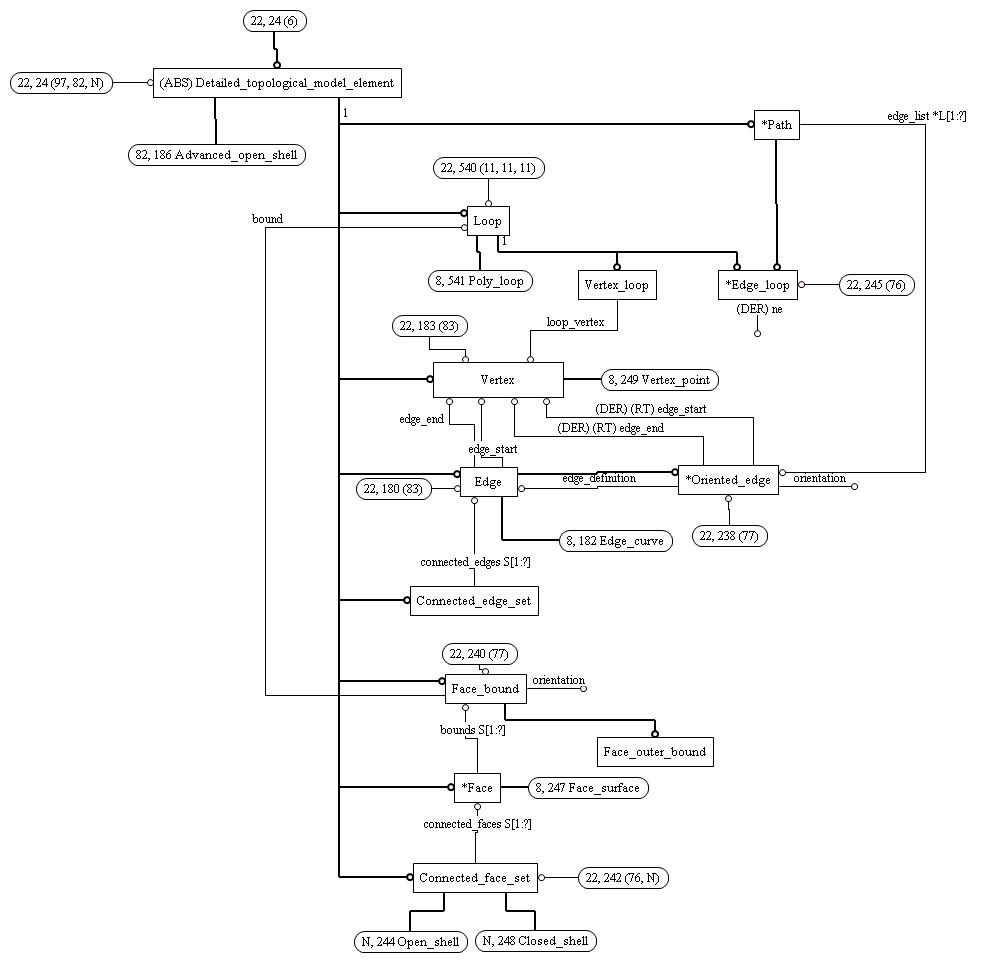 22, 24 (6)
22, 24 (97, 82, N)
(ABS) Detailed_topological_model_element
1
*Path
edge_list *L[1:?]
82, 186 Advanced_open_shell
22, 540 (11, 11, 11)
bound
Loop
1
8, 541 Poly_loop
Vertex_loop
*Edge_loop
22, 245 (76)
(DER) ne
22, 183 (83)
loop_vertex
Vertex
8, 249 Vertex_point
edge_end
(DER) (RT) edge_start
(DER) (RT) edge_end
edge_start
22, 180 (83)
Edge
edge_definition
*Oriented_edge
orientation
22, 238 (77)
8, 182 Edge_curve
connected_edges S[1:?]
Connected_edge_set
22, 240 (77)
Face_bound
orientation
bounds S[1:?]
Face_outer_bound
*Face
8, 247 Face_surface
connected_faces S[1:?]
Connected_face_set
22, 242 (76, N)
N, 244 Open_shell
N, 248 Closed_shell